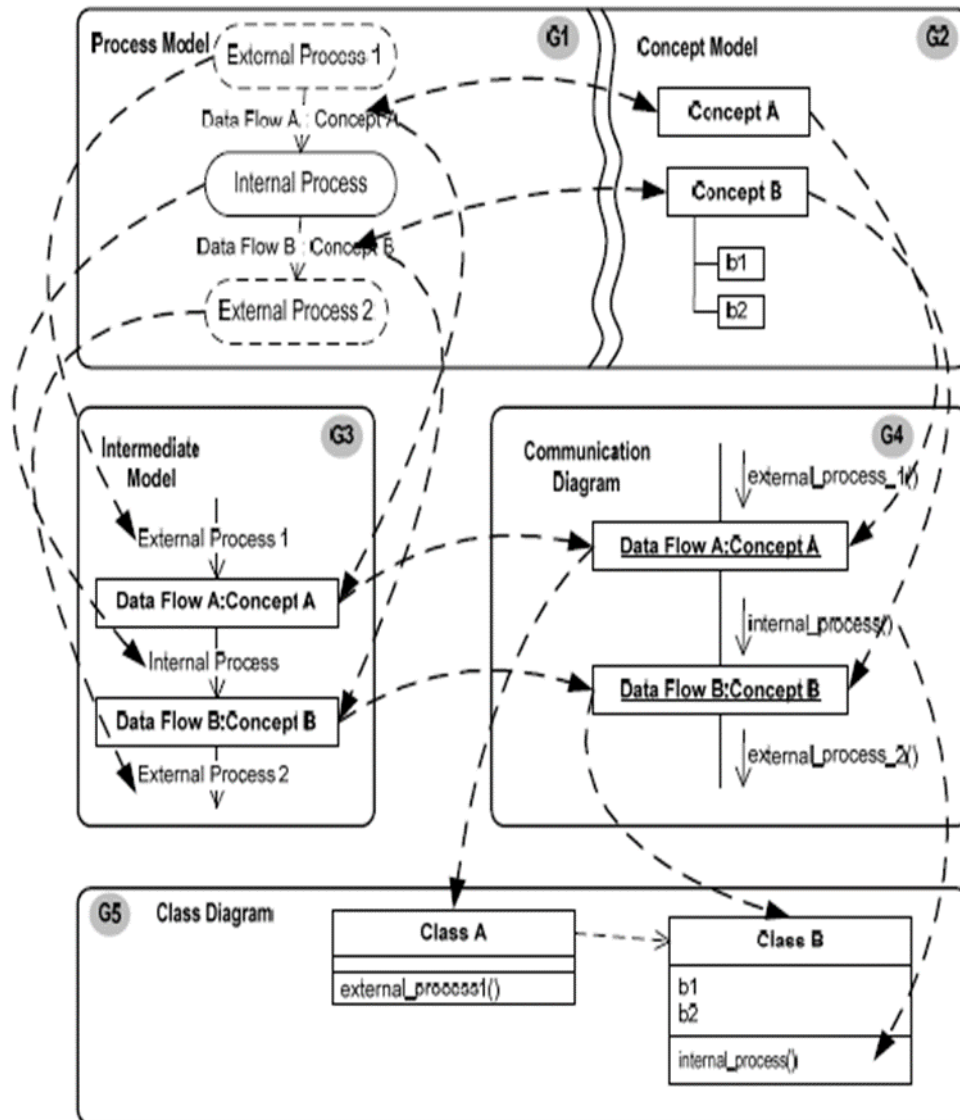 Process Model
G1
External Process 1
Data Flow A : Concept A
Internal Process
Data Flow B : Concept B
External Process 2
Concept Model
G2
Concept A
Concept B
b1
b2
Intermediate
Model
G3
External Process 1
Data Flow A:Concept A
Internal Process
Data Flow B:Concept B
External Process 2
Communication
Diagram
G4
external_process_1()
Data Flow A:Concept A
internal_process()
Data Flow B:Concept B
external_process_2()
G5
Class Diagram
Class A
external_process1()
Class B
b1
b2
internal_process()